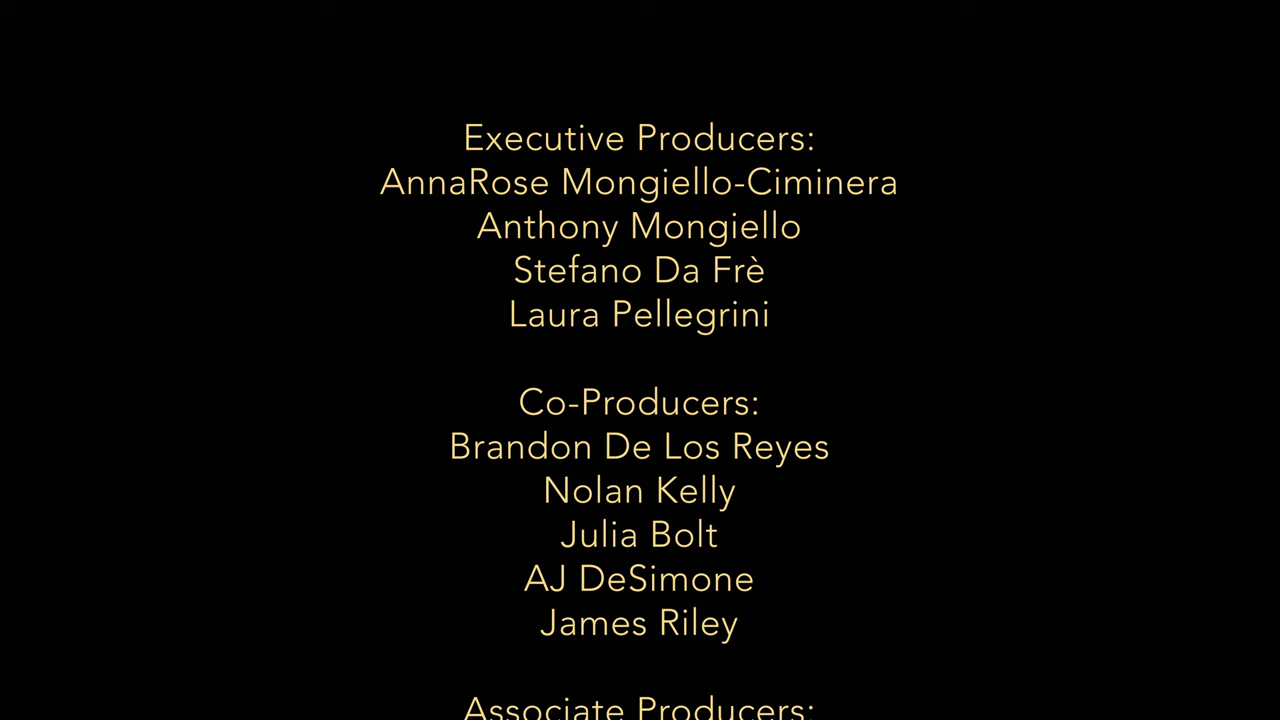 Executive Producers:
AnnaRose Mongiello-Ciminera
Anthony Mongiello
Stefano Da Frè
Laura Pellegrini
Co-Producers:
Brandon De Los Reyes
Nolan Kelly
Julia Bolt
AJ DeSimone
James Riley
Associate Producers: